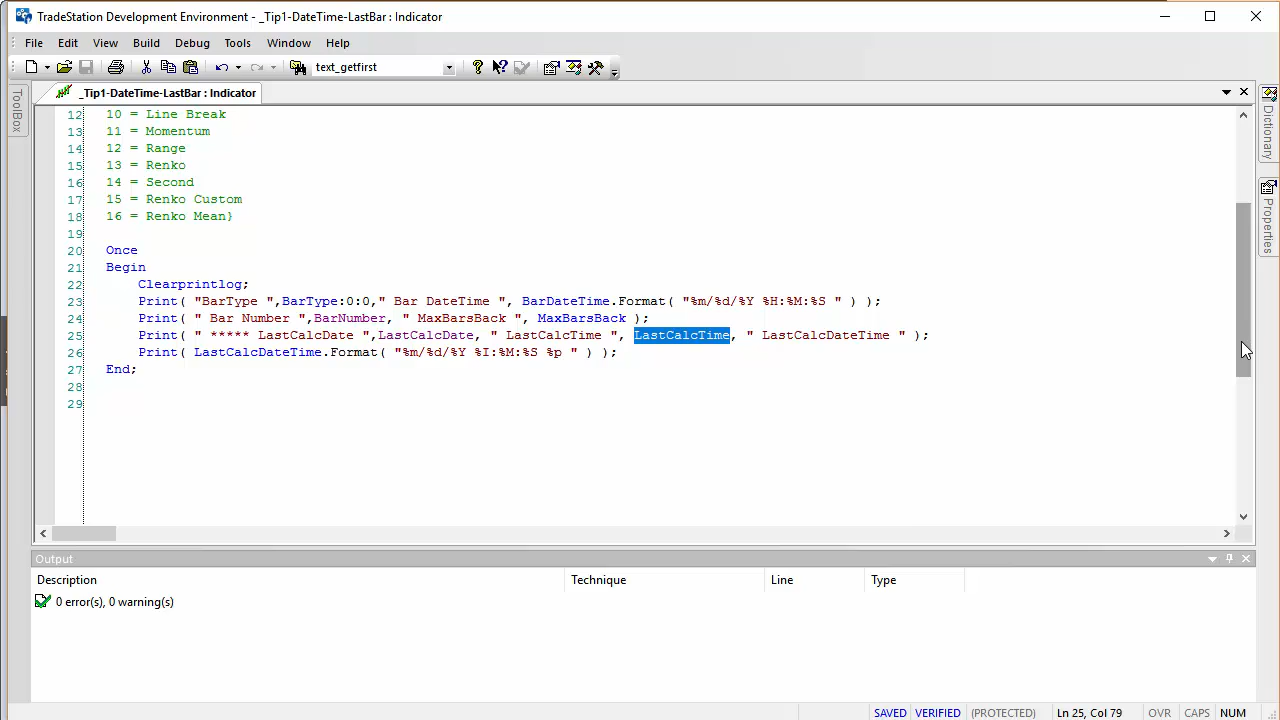 TradeStation Development Environment - _Tip1-DateTime-LastBar : Indicator
File Edit View Build Debug Tools Window Help
text_getfirst
_Tip1-DateTime-LastBar : Indicator
ToolBox
Dictionary
Properties
12 10 = Line Break
13 11 = Momentum
14 12 = Range
15 13 = Renko
16 14 = Second
17 15 = Renko Custom
18 16 = Renko Mean}
19
20 Once
21 Begin
22 Clearprintlog;
23 Print( "BarType ",BarType:0:0," Bar DateTime ", BarDateTime.Format( "%m/%d/%Y %H:%M:%S " ) );
24 Print( " Bar Number ",BarNumber, " MaxBarsBack ", MaxBarsBack );
25 Print( " ***** LastCalcDate ",LastCalcDate, " LastCalcTime ", LastCalcTime, " LastCalcDateTime " );
26 Print( LastCalcDateTime.Format( "%m/%d/%Y %I:%M:%S %p " ) );
27 End;
28
29
Output
Description Technique Line Type
0 error(s), 0 warning(s)
SAVED VERIFIED (PROTECTED) Ln 25, Col 79 OVR CAPS NUM